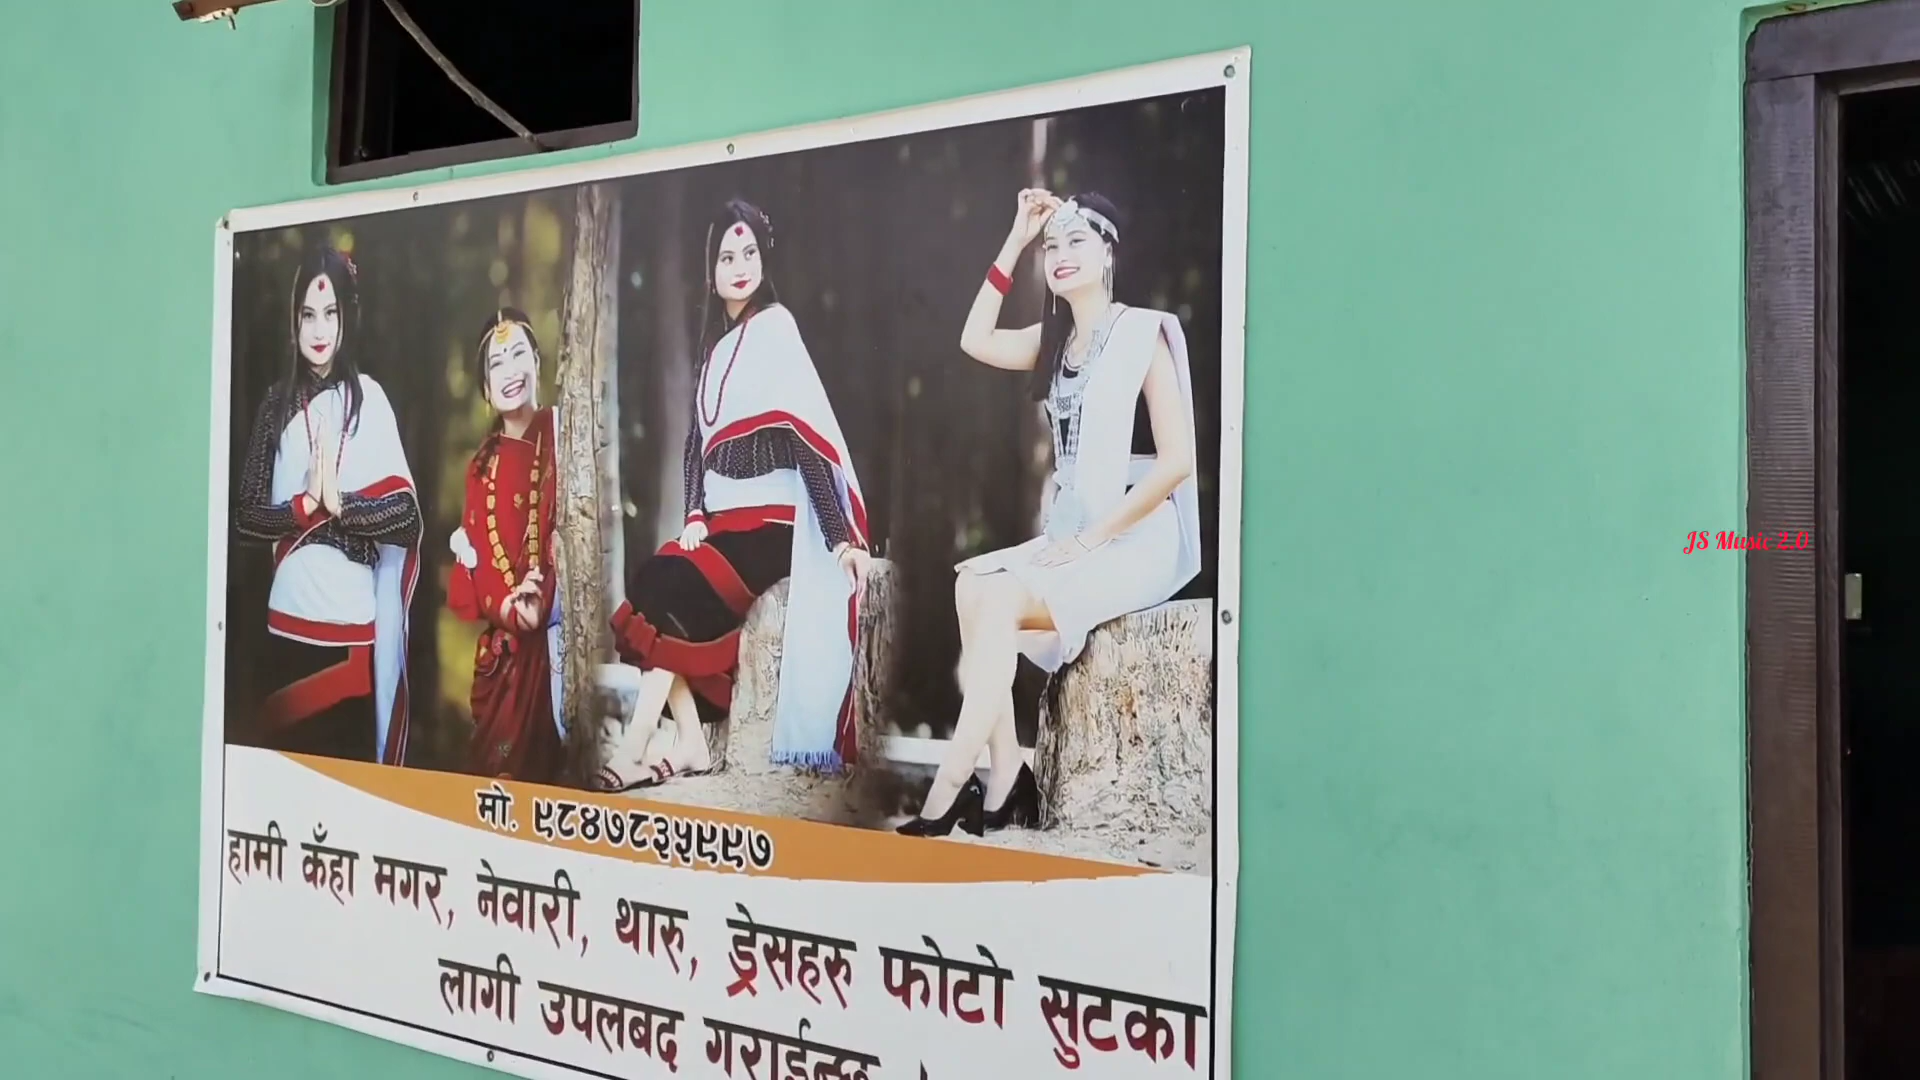 मो. ९८४७८३५९९७
हामी कँहा मगर, नेवारी, थारु, ड्रेसहरु फोटो सुटका
लागी उपलबद गराईन्छ ।
JS Music 2.0